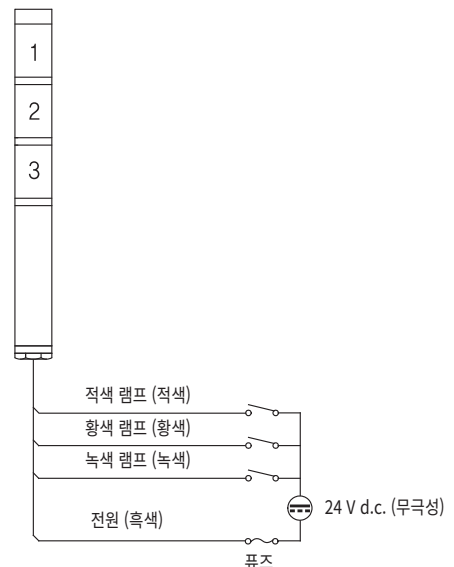 1
2
3
적색 램프 (적색)
황색 램프 (황색)
녹색 램프 (녹색)
전원 (흑색)
24 V d.c. (무극성)
퓨즈